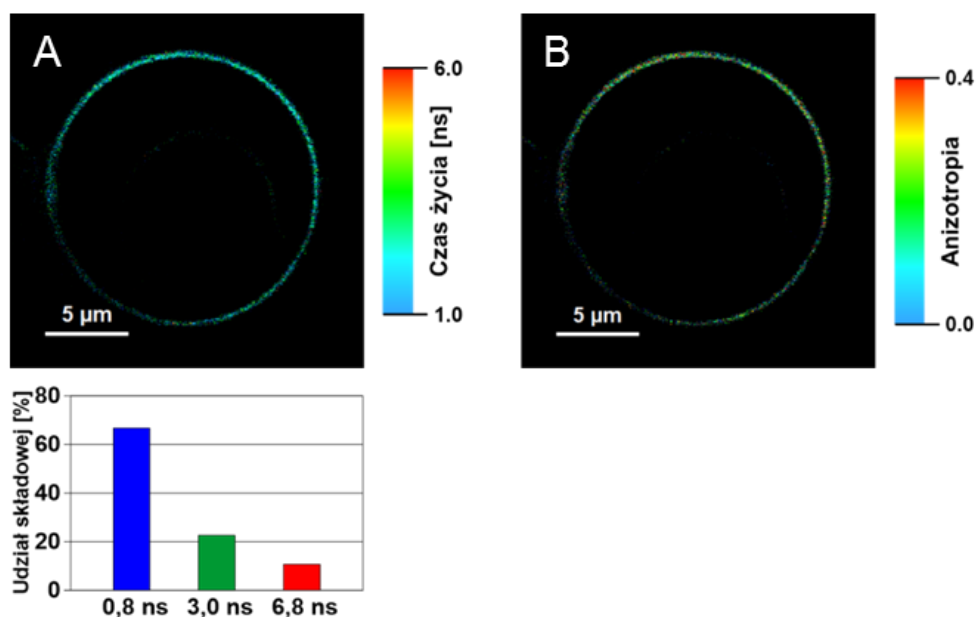 A
6.0
Czas życia [ns]
1.0
5 µm
B
0.4
Anizotropia
0.0
5 µm
Udział składowej [%]
80
60
40
20
0
0,8 ns 3,0 ns 6,8 ns